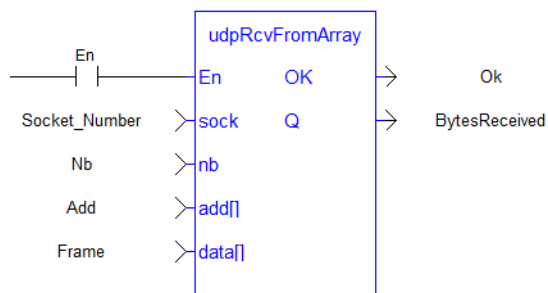 udpRcvFromArray
En
En OK Ok
Socket_Number sock Q BytesReceived
Nb nb
Add add[]
Frame data[]